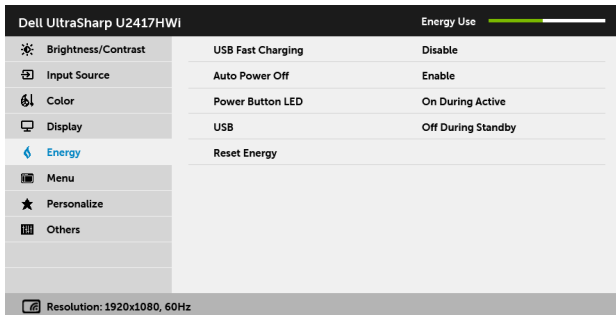 Dell UltraSharp U2417HWi Energy Use
Brightness/Contrast USB Fast Charging Disable
Input Source Auto Power Off Enable
Color Power Button LED On During Active
Display USB Off During Standby
Energy Reset Energy
Menu
Personalize
Others
Resolution: 1920x1080, 60Hz